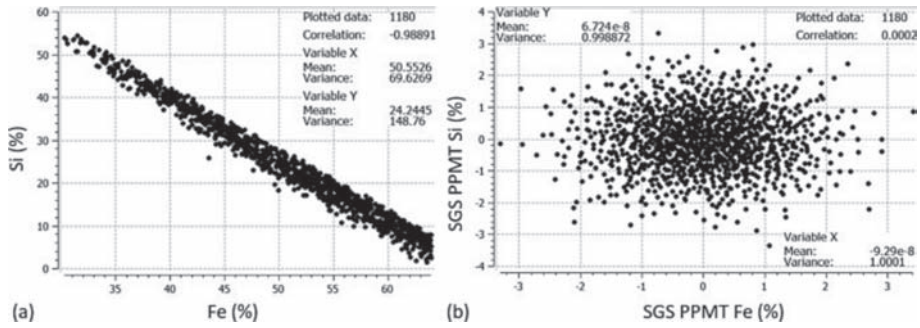 Plotted data: 1180
Correlation: -0.98891
Variable X
Mean: 50.5526
Variance: 69.6269
Variable Y
Mean: 24.2445
Variance: 148.76
60
50
40
30
20
10
0
Si (%)
35 40 45 50 55 60
(a) Fe (%)
Variable Y
Mean: 6.724e-8
Variance: 0.998872
Plotted data: 1180
Correlation: 0.0002
4
3
2
1
0
-1
-2
-3
-4
SGS PPMT Si (%)
Variable X
Mean: -9.29e-8
Variance: 1.0001
-3 -2 -1 0 1 2 3
(b) SGS PPMT Fe (%)